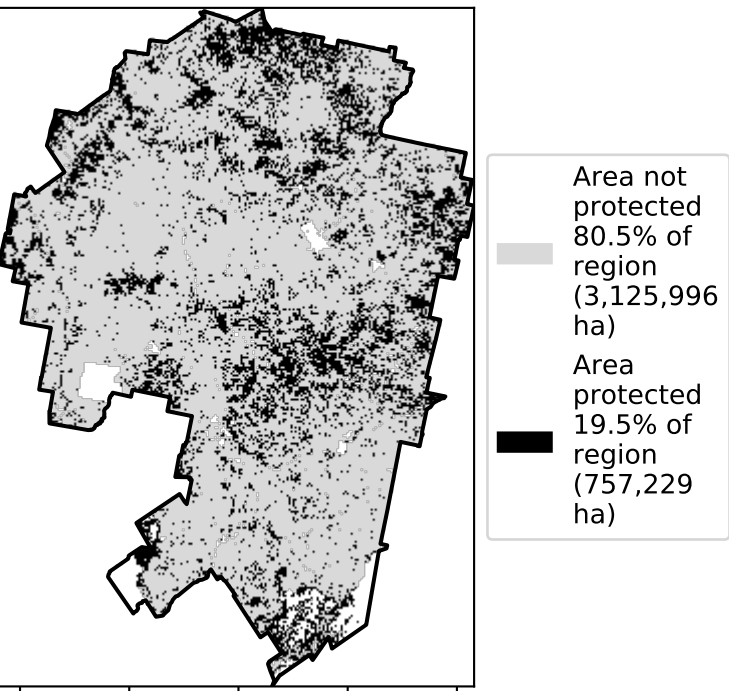 Area not
protected
80.5% of
region
(3,125,996
ha)
Area
protected
19.5% of
region
(757,229
ha)